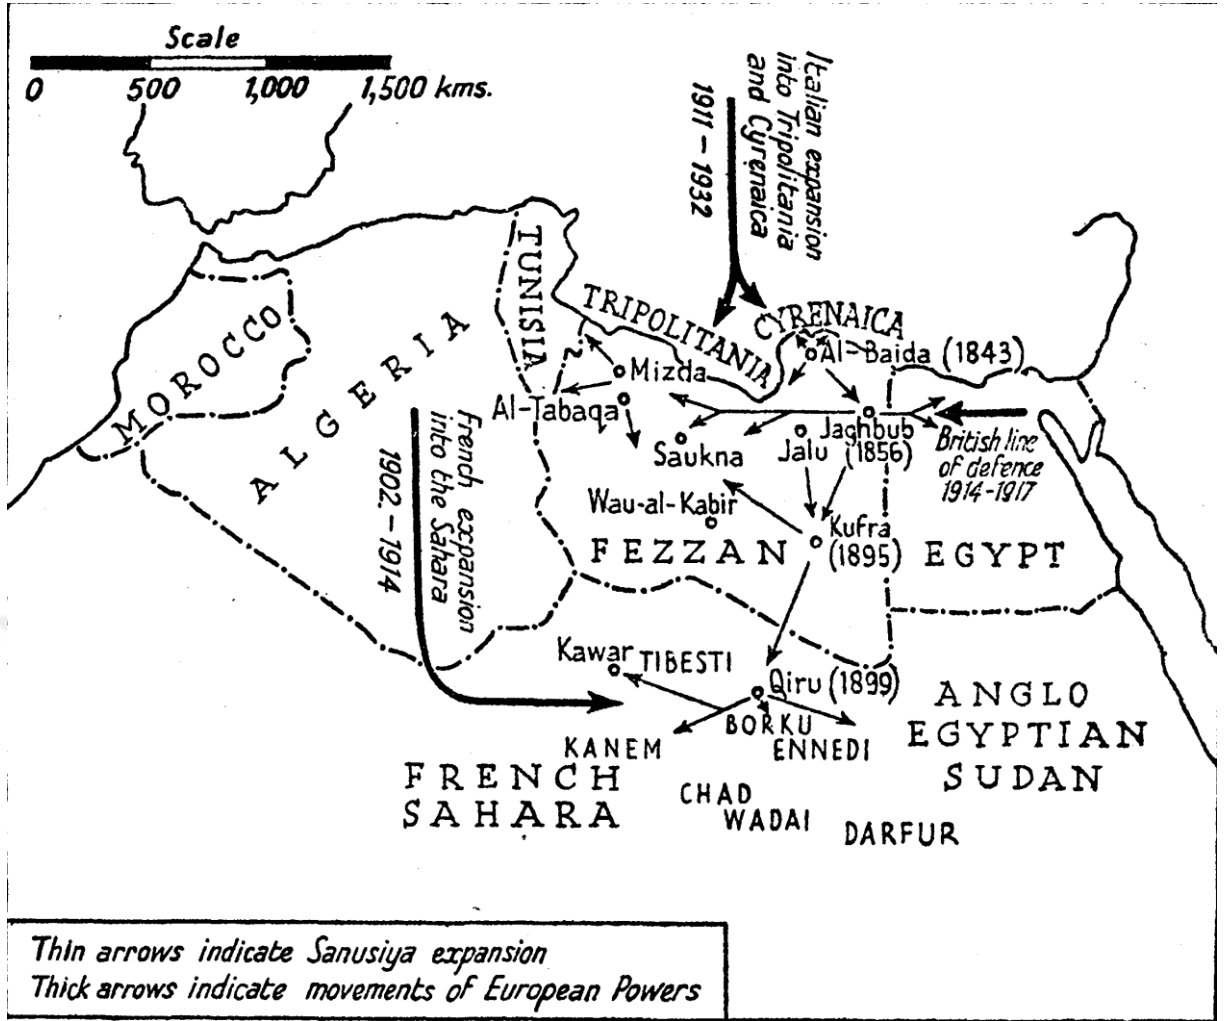 Scale
0 500 1,000 1,500 kms.
Italian expansion
into Tripolitania
and Cyrenaica
1911 - 1932
TUNISIA
TRIPOLITANIA
CYRENAICA
MOROCCO
ALGERIA
Al-Baida (1843)
Mizda
Al-Tabaqa
Jaghbub
(1856)
Saukna
Jalu
British line
of defence
1914-1917
French expansion
into the Sahara
1902 - 1914
Wau-al-Kabir
Kufra
(1895)
FEZZAN
EGYPT
Kawar
TIBESTI
Qiru (1899)
BORKU
ENNEDI
KANEM
ANGLO
EGYPTIAN
SUDAN
FRENCH
SAHARA
CHAD
WADAI
DARFUR
Thin arrows indicate Sanusiya expansion
Thick arrows indicate movements of European Powers